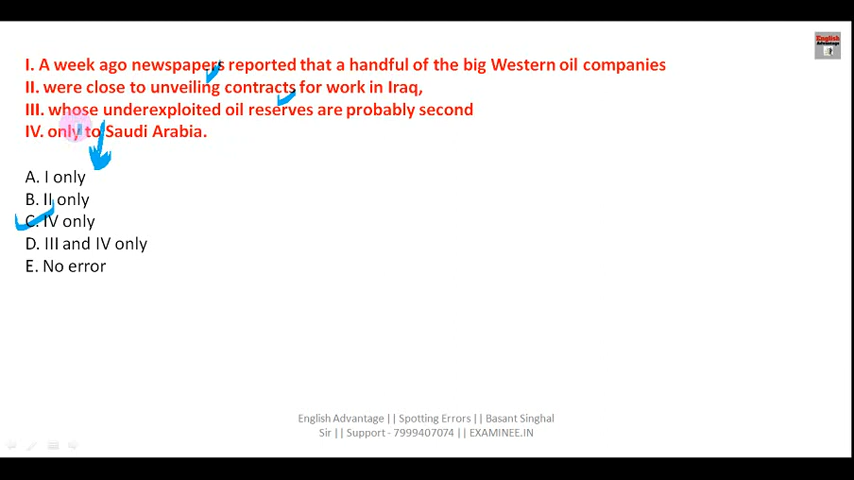 English
Advantage
I. A week ago newspapers reported that a handful of the big Western oil companies
II. were close to unveiling contracts for work in Iraq,
III. whose underexploited oil reserves are probably second
IV. only to Saudi Arabia.
A. I only
B. II only
C. IV only
D. III and IV only
E. No error
English Advantage || Spotting Errors || Basant Singhal
Sir || Support - 7999407074 || EXAMINEE.IN